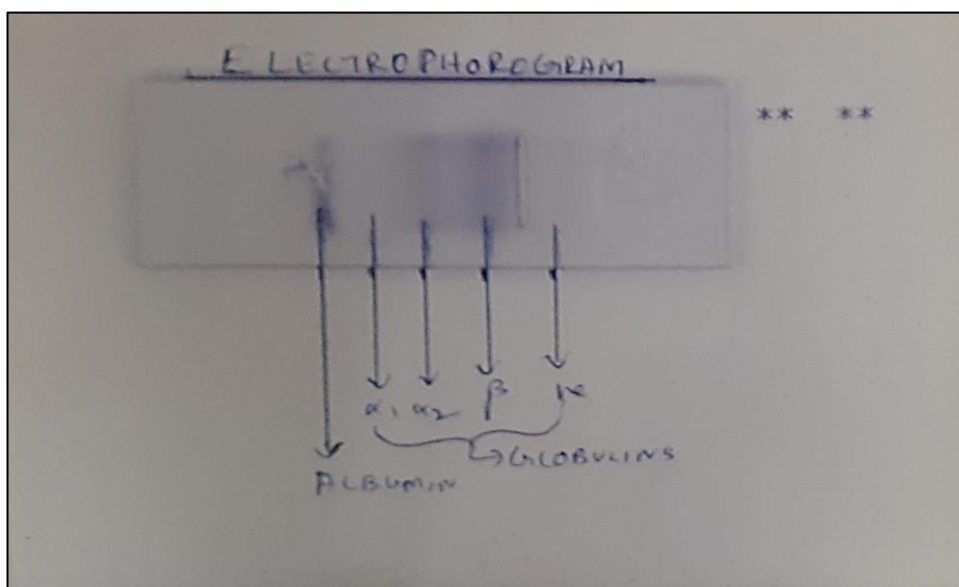 ELECTROPHOROGRAM
** **
α1 α2 β γ
→GLOBULINS
ALBUMIN